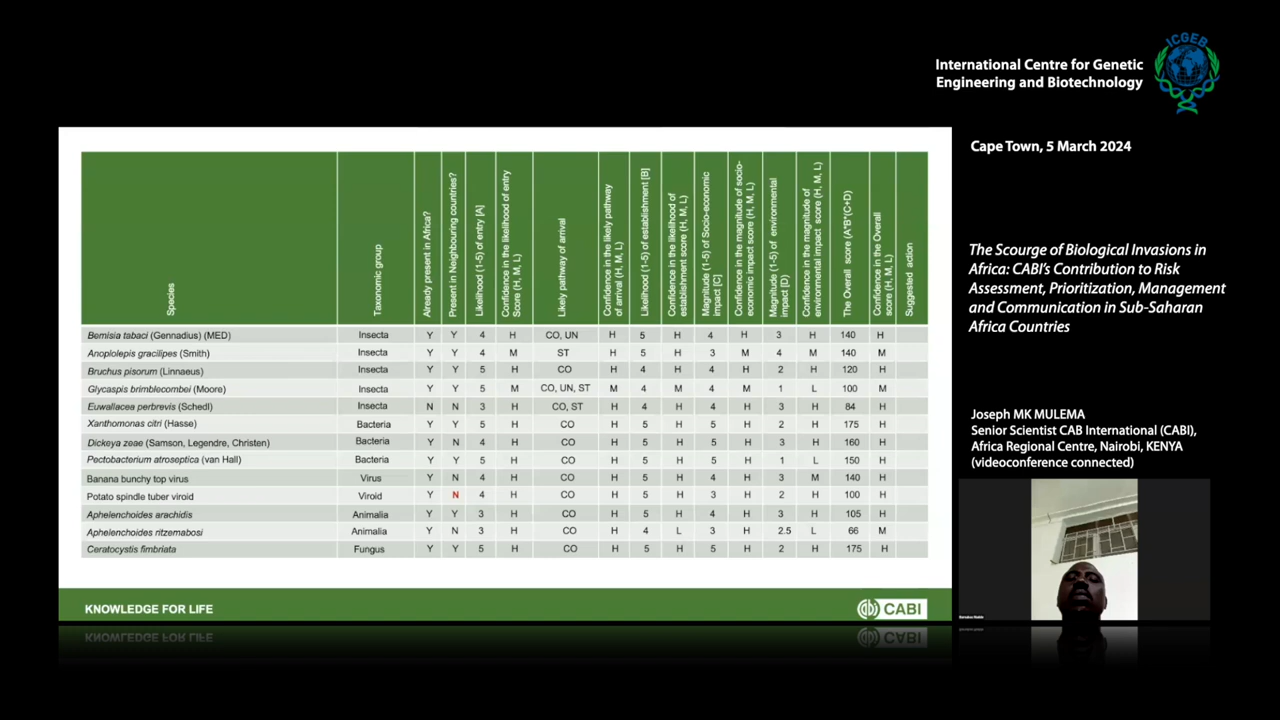 ICGEB
International Centre for Genetic
Engineering and Biotechnology
Cape Town, 5 March 2024
The Scourge of Biological Invasions in
Africa: CABI's Contribution to Risk
Assessment, Prioritization, Management
and Communication in Sub-Saharan
Africa Countries
Joseph MK MULEMA
Senior Scientist CAB International (CABI),
Africa Regional Centre, Nairobi, KENYA
(videoconference connected)
Species
Taxonomic group
Already present in Africa?
Present in Neighbouring countries?
Likelihood (1-5) of entry [A]
Confidence in the likelihood of entry
Score (H, M, L)
Likely pathway of arrival
Confidence in the likely pathway
of arrival (H, M, L)
Likelihood (1-5) of establishment [B]
Confidence in the likelihood of
establishment score (H, M, L)
Magnitude (1-5) of Socio-economic
impact [C]
Confidence in the magnitude of socio-
economic impact score (H, M, L)
Magnitude (1-5) of environmental
impact [D]
Confidence in the magnitude of
environmental impact score (H, M, L)
The Overall score (A*B*(C+D)
Confidence in the Overall
score (H, M, L)
Suggested action
Bemisia tabaci (Gennadius) (MED) Insecta Y Y 4 H CO, UN H 5 H 4 H 3 H 140 H
Anoplolepis gracilipes (Smith) Insecta Y Y 4 M ST H 5 H 3 M 4 M 140 M
Bruchus pisorum (Linnaeus) Insecta Y Y 5 H CO H 4 H 4 H 2 H 120 H
Glycaspis brimblecombei (Moore) Insecta Y Y 5 M CO, UN, ST M 4 M 4 M 1 L 100 M
Euwallacea perbrevis (Schedl) Insecta N N 3 H CO, ST H 4 H 4 H 3 H 84 H
Xanthomonas citri (Hasse) Bacteria Y Y 5 H CO H 5 H 5 H 2 H 175 H
Dickeya zeae (Samson, Legendre, Christen) Bacteria Y N 4 H CO H 5 H 5 H 3 H 160 H
Pectobacterium atroseptica (van Hall) Bacteria Y Y 5 H CO H 5 H 5 H 1 L 150 H
Banana bunchy top virus Virus Y N 4 H CO H 5 H 4 H 3 M 140 H
Potato spindle tuber viroid Viroid Y N 4 H CO H 5 H 3 H 2 H 100 H
Aphelenchoides arachidis Animalia Y Y 3 H CO H 5 H 4 H 3 H 105 H
Aphelenchoides ritzemabosi Animalia Y N 3 H CO H 4 L 3 H 2.5 L 66 M
Ceratocystis fimbriata Fungus Y Y 5 H CO H 5 H 5 H 2 H 175 H
KNOWLEDGE FOR LIFE
CABI